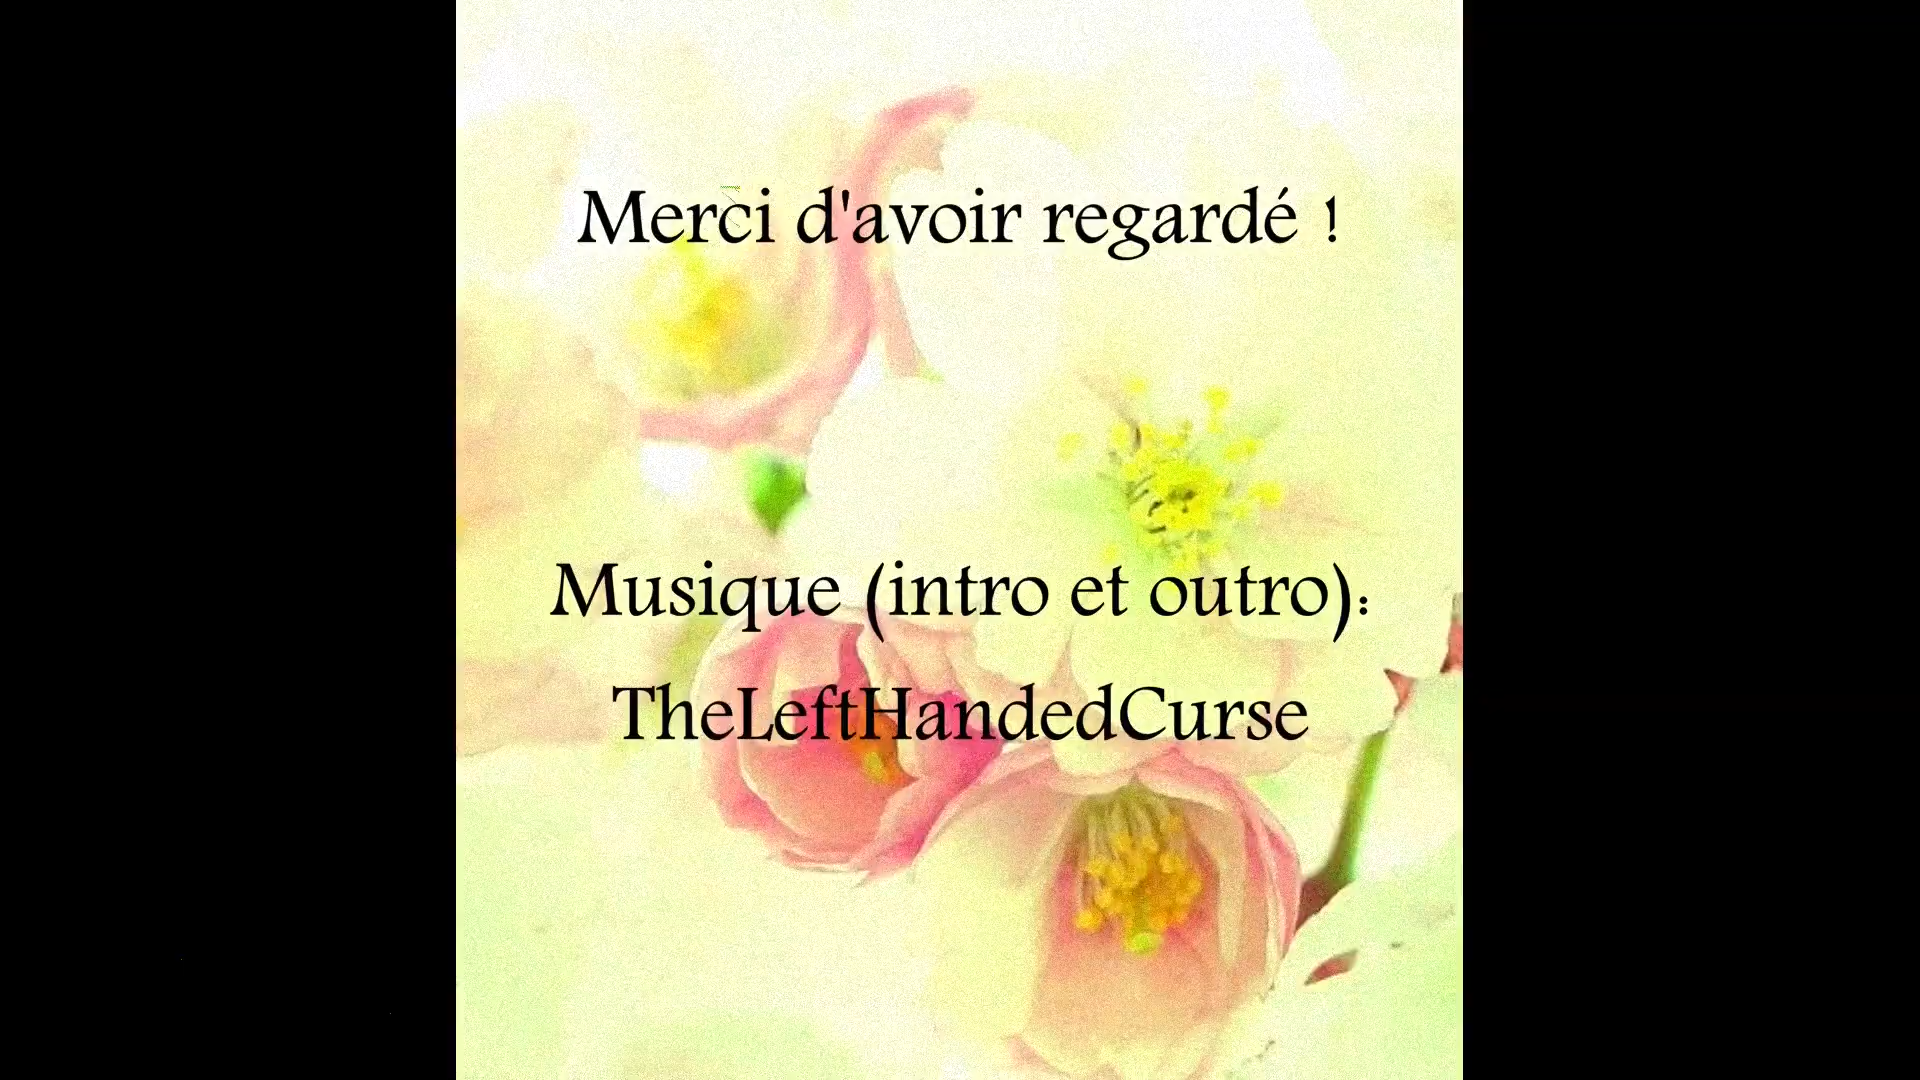 Merci d'avoir regardé !
Musique (intro et outro):
TheLeftHandedCurse